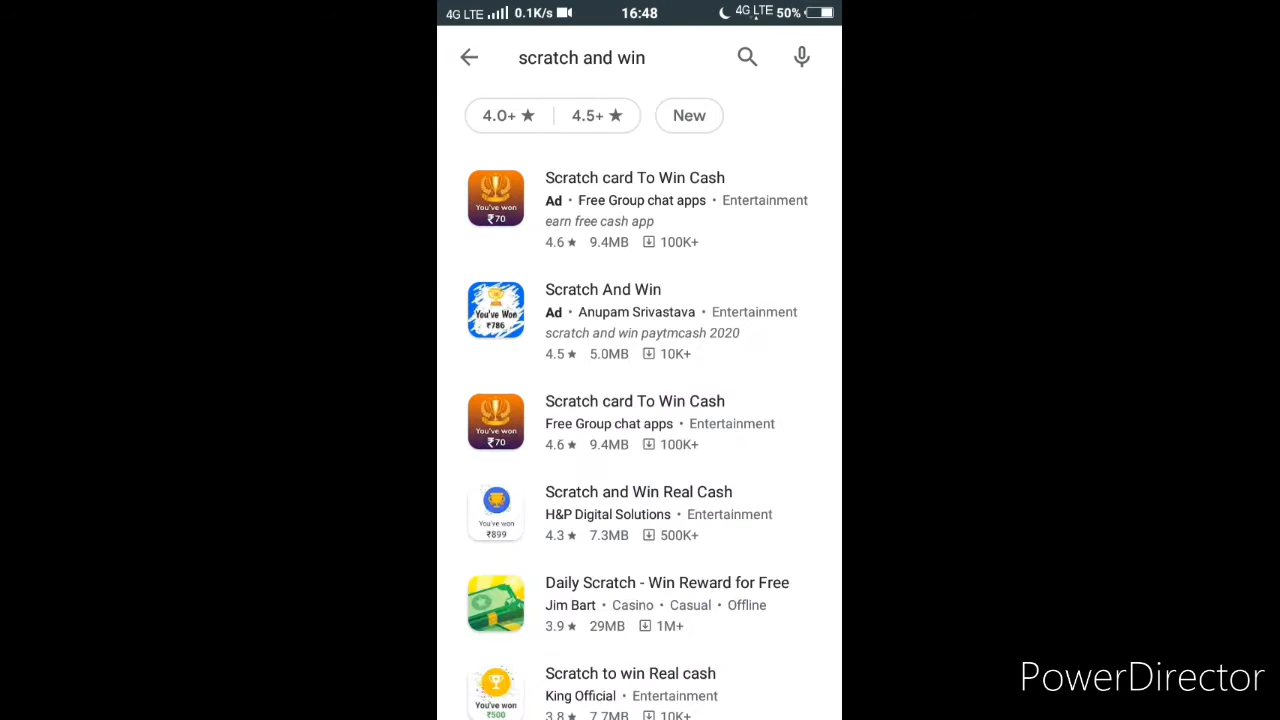 4G LTE 0.1K/s 16:48 4G LTE 50%
scratch and win
4.0+ ★ 4.5+ ★ New
Scratch card To Win Cash
Ad • Free Group chat apps • Entertainment
earn free cash app
4.6 ★ 9.4MB 100K+
You've won
₹70
Scratch And Win
Ad • Anupam Srivastava • Entertainment
scratch and win paytmcash 2020
4.5 ★ 5.0MB 10K+
You've Won
₹786
Scratch card To Win Cash
Free Group chat apps • Entertainment
4.6 ★ 9.4MB 100K+
You've won
₹70
Scratch and Win Real Cash
H&P Digital Solutions • Entertainment
4.3 ★ 7.3MB 500K+
You've won
₹899
Daily Scratch - Win Reward for Free
Jim Bart • Casino • Casual • Offline
3.9 ★ 29MB 1M+
Scratch to win Real cash
King Official • Entertainment
3.8 ★ 7.7MB 10K+
You've won
₹500
PowerDirector